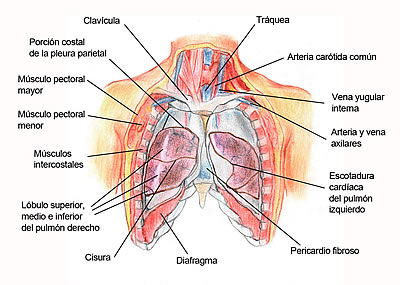 Clavícula
Tráquea
Porción costal
de la pleura parietal
Arteria carótida común
Músculo pectoral
mayor
Vena yugular
interna
Músculo pectoral
menor
Arteria y vena
axilares
Músculos
intercostales
Escotadura
cardíaca
del pulmón
izquierdo
Lóbulo superior,
medio e inferior
del pulmón derecho
Cisura
Diafragma
Pericardio fibroso